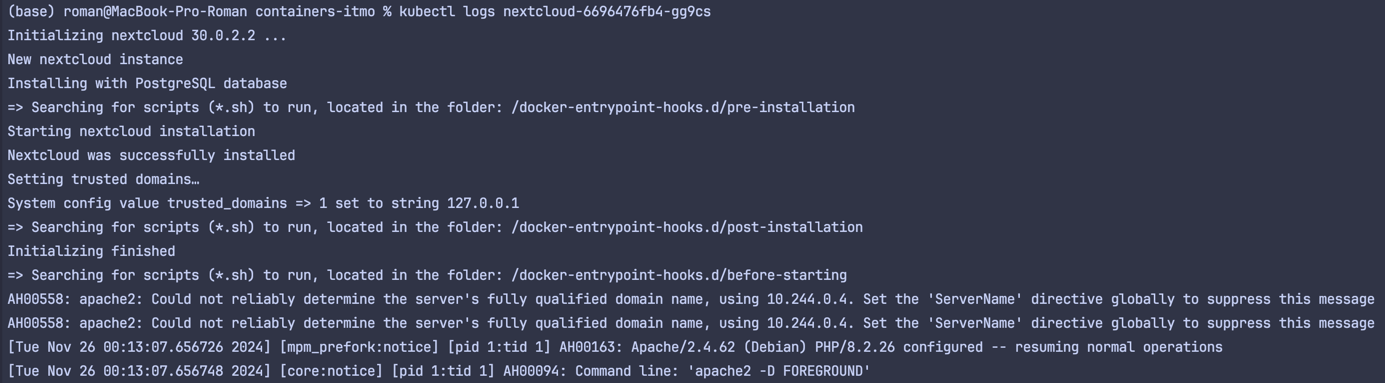 (base) roman@MacBook-Pro-Roman containers-itmo % kubectl logs nextcloud-6696476fb4-gg9cs
Initializing nextcloud 30.0.2.2 ...
New nextcloud instance
Installing with PostgreSQL database
=> Searching for scripts (*.sh) to run, located in the folder: /docker-entrypoint-hooks.d/pre-installation
Starting nextcloud installation
Nextcloud was successfully installed
Setting trusted domains…
System config value trusted_domains => 1 set to string 127.0.0.1
=> Searching for scripts (*.sh) to run, located in the folder: /docker-entrypoint-hooks.d/post-installation
Initializing finished
=> Searching for scripts (*.sh) to run, located in the folder: /docker-entrypoint-hooks.d/before-starting
AH00558: apache2: Could not reliably determine the server's fully qualified domain name, using 10.244.0.4. Set the 'ServerName' directive globally to suppress this message
AH00558: apache2: Could not reliably determine the server's fully qualified domain name, using 10.244.0.4. Set the 'ServerName' directive globally to suppress this message
[Tue Nov 26 00:13:07.656726 2024] [mpm_prefork:notice] [pid 1:tid 1] AH00163: Apache/2.4.62 (Debian) PHP/8.2.26 configured -- resuming normal operations
[Tue Nov 26 00:13:07.656748 2024] [core:notice] [pid 1:tid 1] AH00094: Command line: 'apache2 -D FOREGROUND'